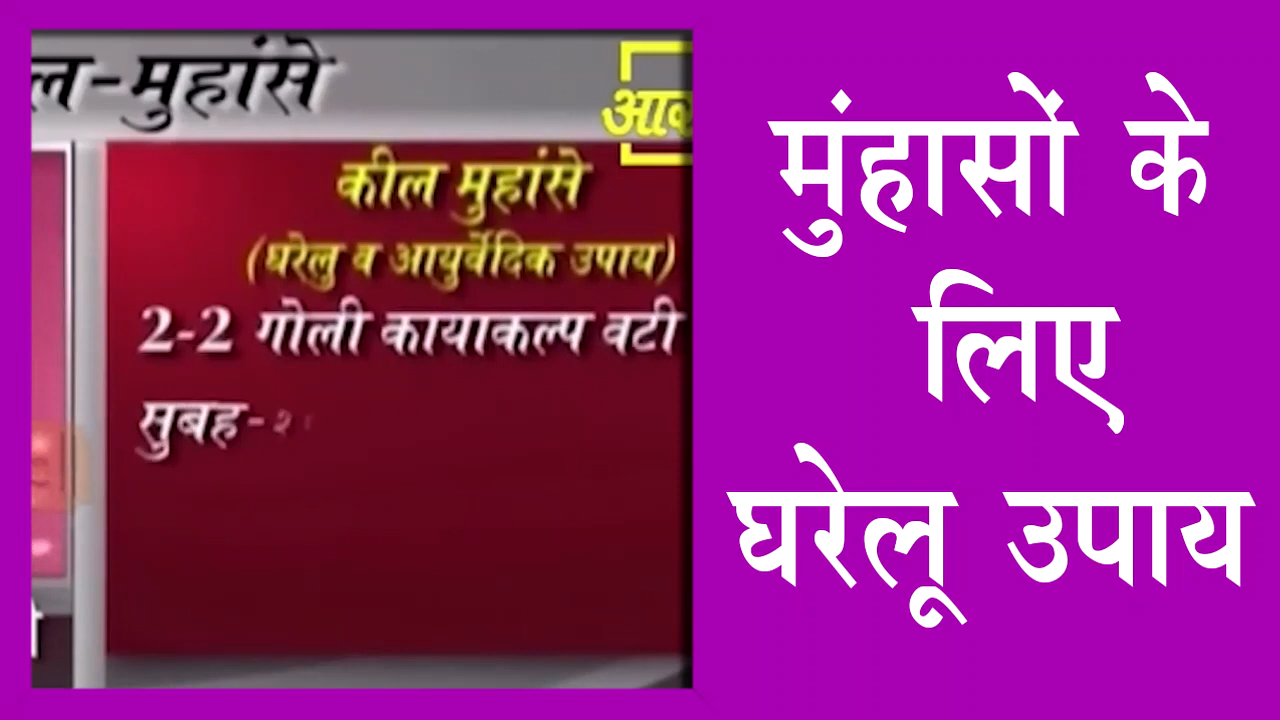 मुहांसे
कील मुहांसे
(घरेलु व आयुर्वेदिक उपाय)
2-2 गोली कायाकल्प वटी
सुबह-
मुंहासों के
लिए
घरेलू उपाय